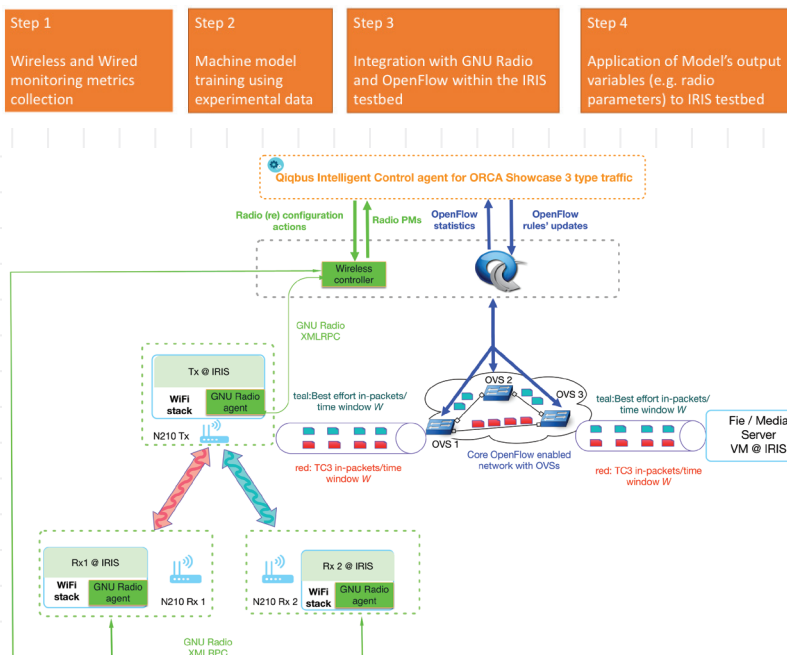 Step 1
Wireless and Wired
monitoring metrics
collection
Step 2
Machine model
training using
experimental data
Step 3
Integration with GNU Radio
and OpenFlow within the IRIS
testbed
Step 4
Application of Model's output
variables (e.g. radio
parameters) to IRIS testbed
Qiqbus Intelligent Control agent for ORCA Showcase 3 type traffic
Radio (re) configuration
actions
Radio PMs
OpenFlow
statistics
OpenFlow
rules' updates
Wireless
controller
GNU Radio
XMLRPC
Tx @ IRIS
WiFi
stack
GNU Radio
agent
N210 Tx
teal:Best effort in-packets/
time window W
red: TC3 in-packets/time
window W
OVS 2
OVS 3
OVS 1
Core OpenFlow enabled
network with OVSs
teal:Best effort in-packets/
time window W
red: TC3 in-packets/time
window W
Fie / Media
Server
VM @ IRIS
Rx1 @ IRIS
WiFi
stack
GNU Radio
agent
N210 Rx 1
N210 Rx 2
Rx 2 @ IRIS
WiFi
stack
GNU Radio
agent
GNU Radio
XMLRPC